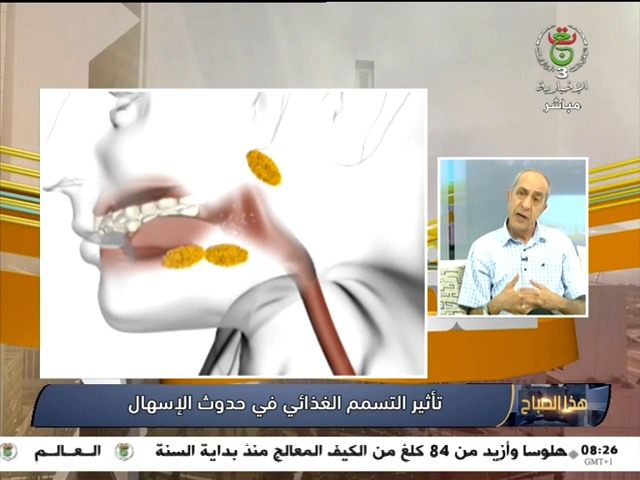 3
الإخبارية
مباشر
هذا الصباح
تأثير التسمم الغذائي في حدوث الإسهال
08:26
GMT+1
هلوسا وأزيد من 84 كلغ من الكيف المعالج منذ بداية السنة
العـالـم